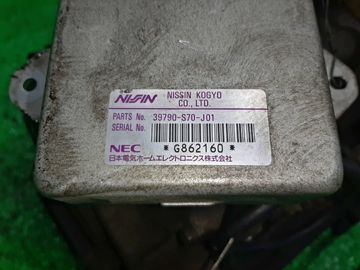 NISSIN NISSIN KOGYO
CO., LTD.
PARTS No. 39790-S70-J01
SERIAL No.
NEC * G862160 *
日本電気ホームエレクトロニクス株式会社